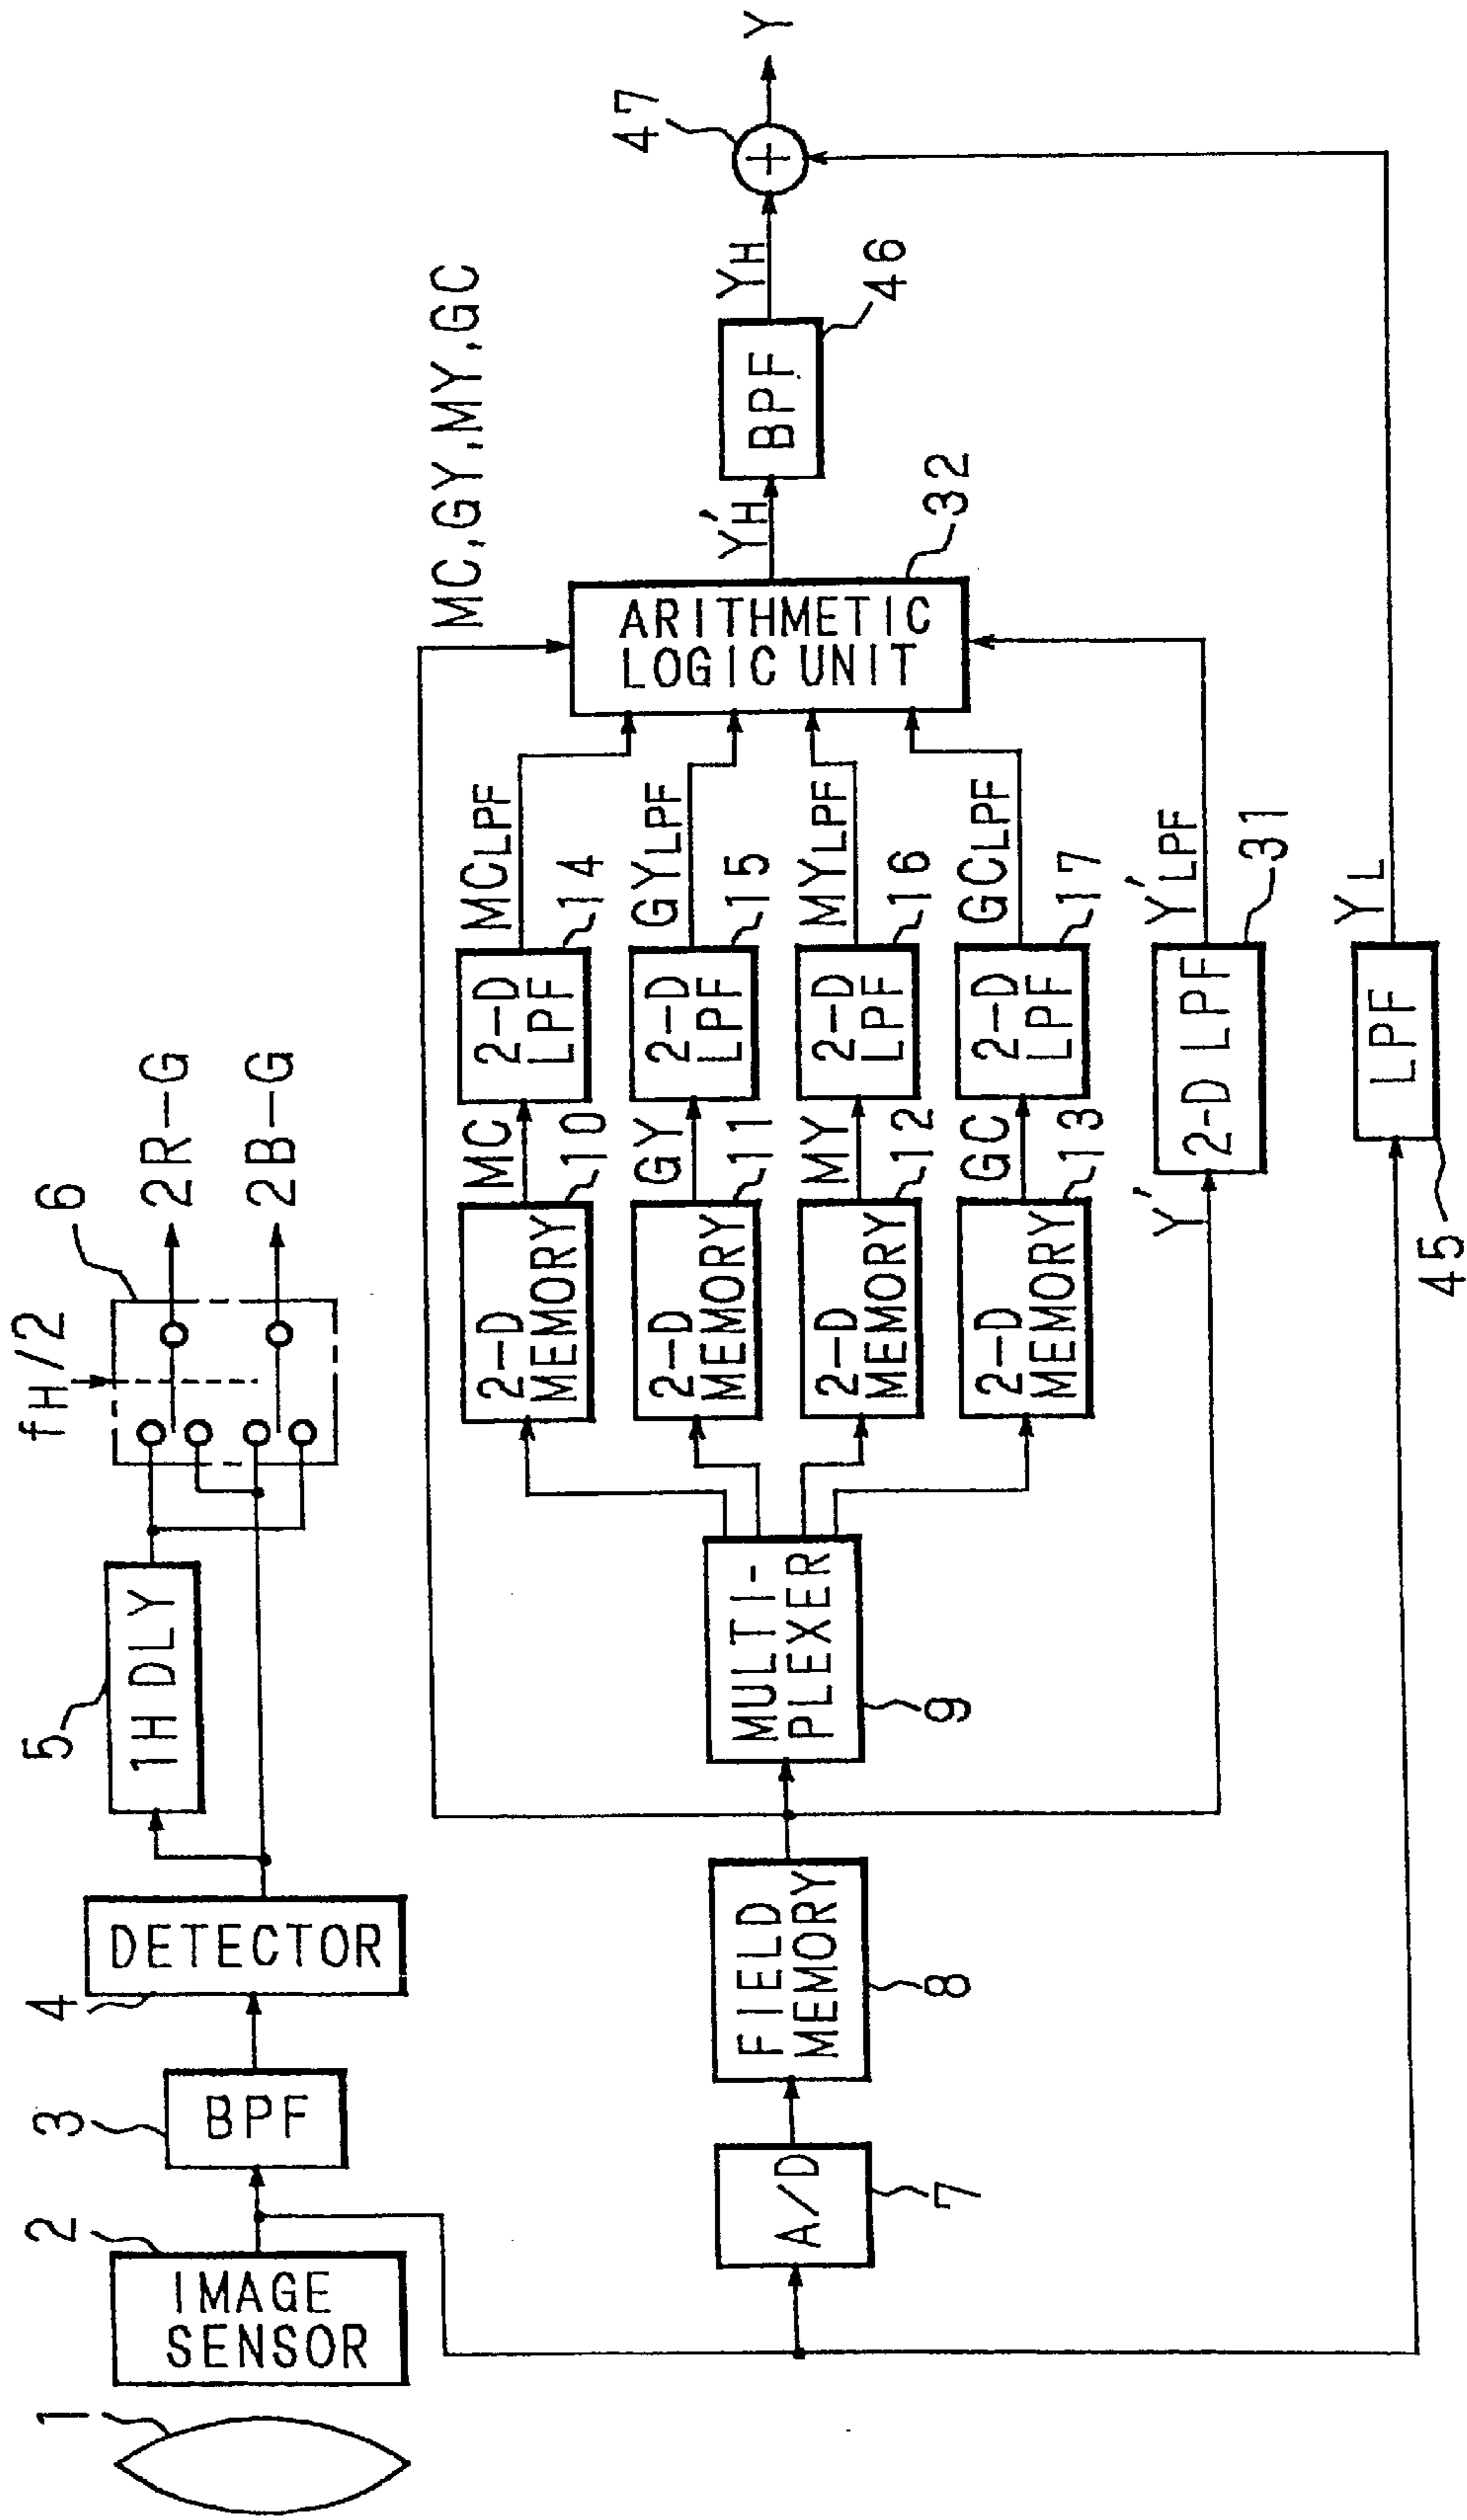 1
2
IMAGE
SENSOR
3
BPF
4
DETECTOR
5
1HDLY
fH/2
6
2R-G
2B-G
A/D
7
FIELD
MEMORY
8
MULTI-
PLEXER
9
2-D
MEMORY
MC
10
2-D
LPF
MCLPF
14
2-D
MEMORY
GY
11
2-D
LPF
GYLPF
15
2-D
MEMORY
MY
12
2-D
LPF
MYLPF
16
2-D
MEMORY
GC
13
2-D
LPF
GCLPF
17
Y'
2-D LPF
Y'LPF
31
MC,GY,MY,GC
ARITHMETIC
LOGIC UNIT
32
Y'H
BPF
46
YH
47
+
Y
45
LPF
YL